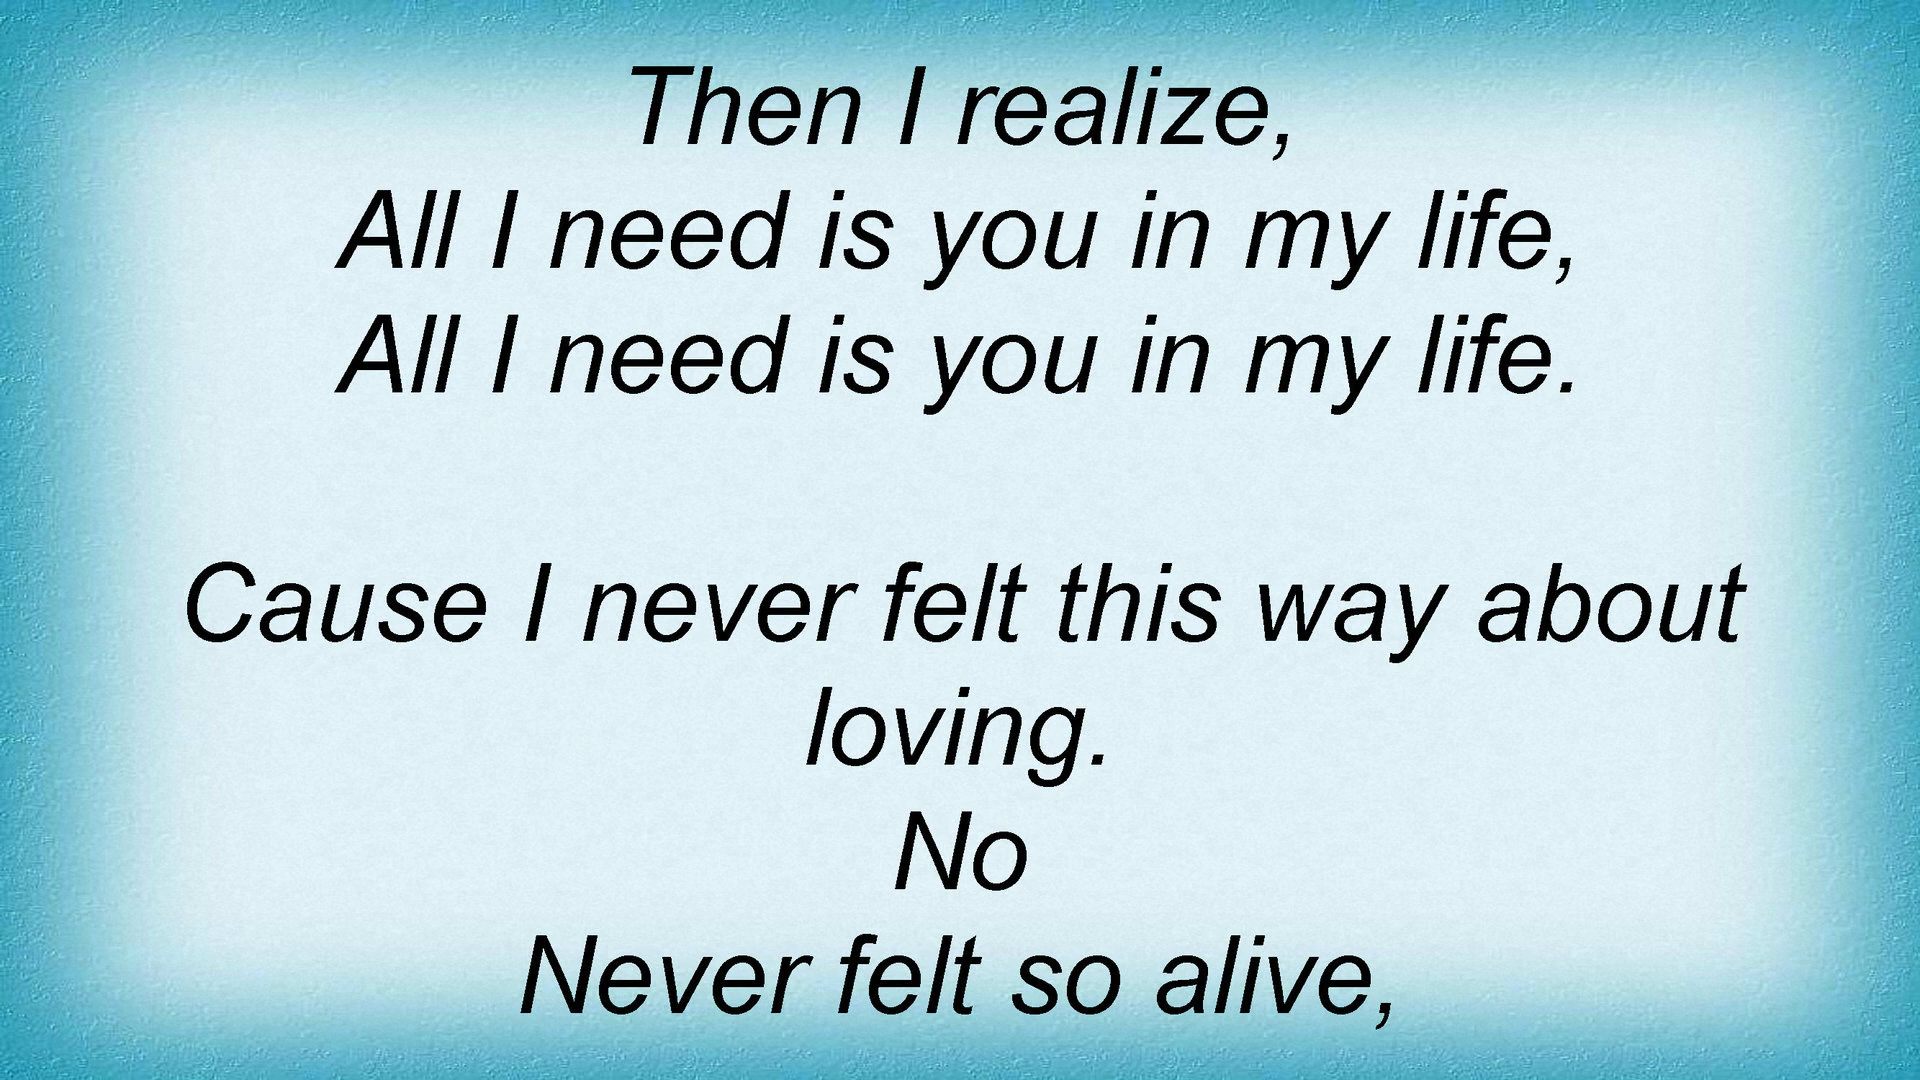 Then I realize,
All I need is you in my life,
All I need is you in my life.
Cause I never felt this way about
loving.
No
Never felt so alive,